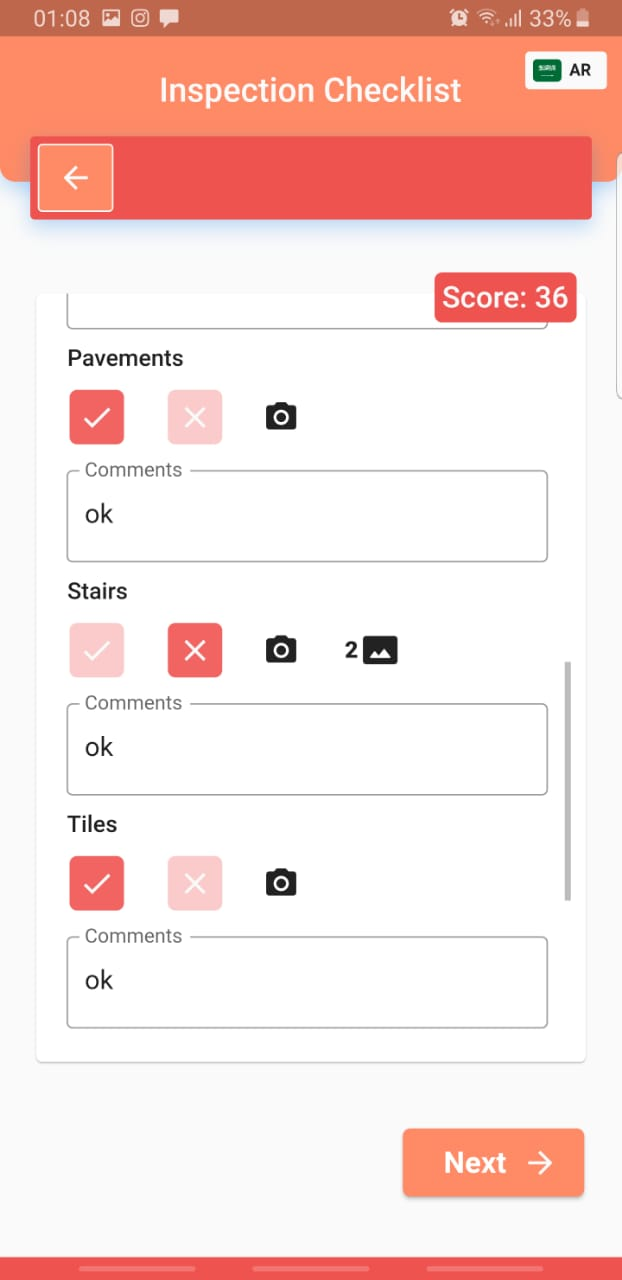 01:08
33%
AR
Inspection Checklist
Score: 36
Pavements
Comments
ok
Stairs
2
Comments
ok
Tiles
Comments
ok
Next